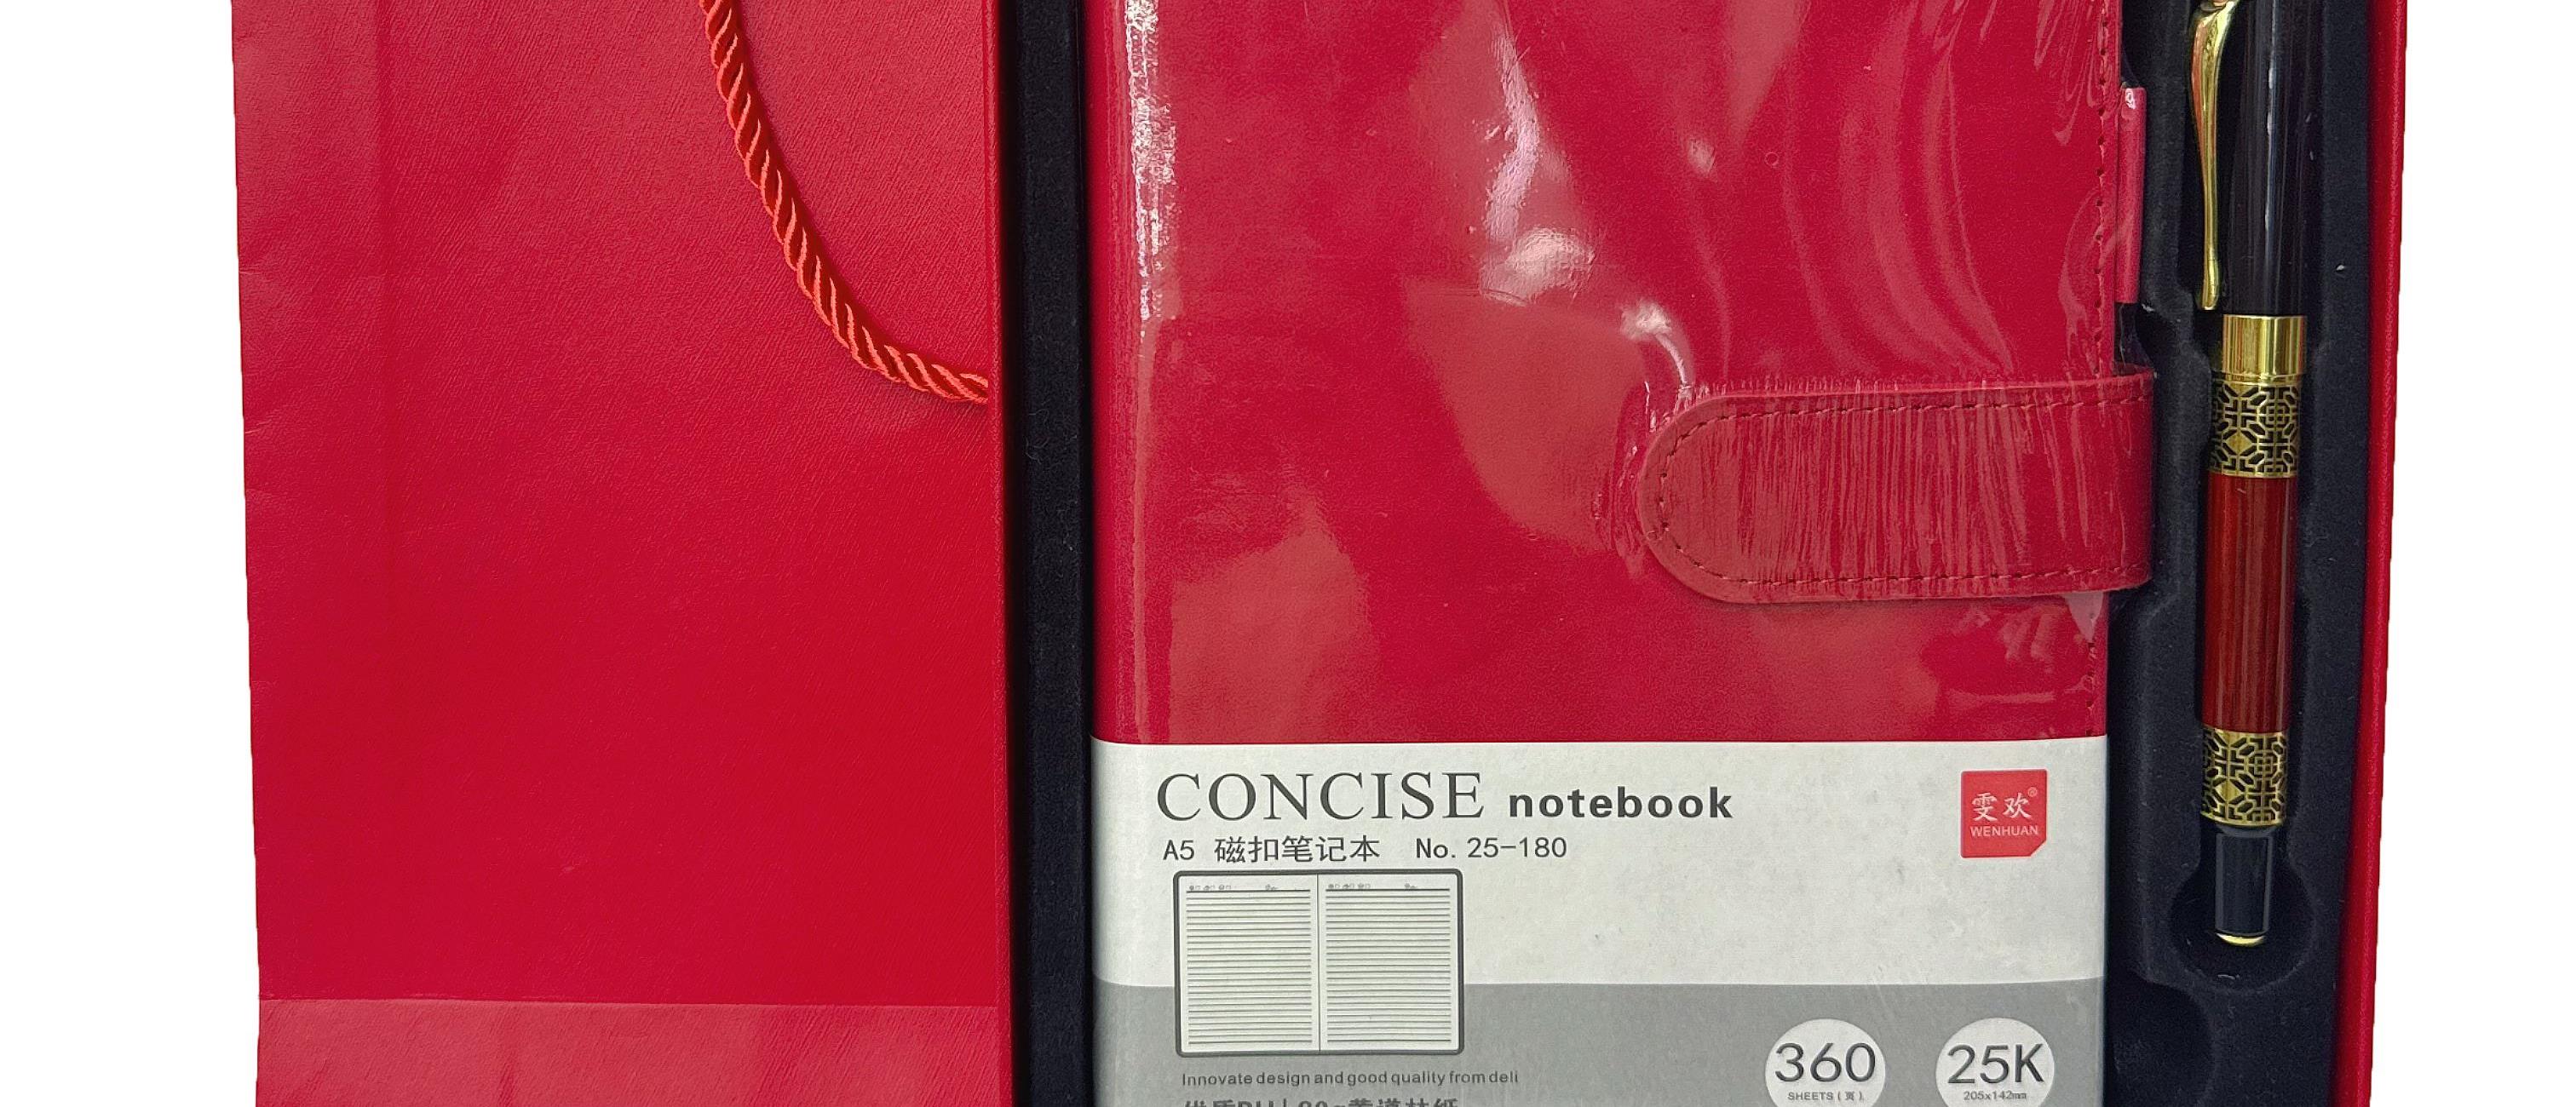 CONCISE notebook
雯欢®
WENHUAN
A5 磁扣笔记本 No. 25-180
Innovate design and good quality from deli
360
SHEETS (页)
25K
205x142mm